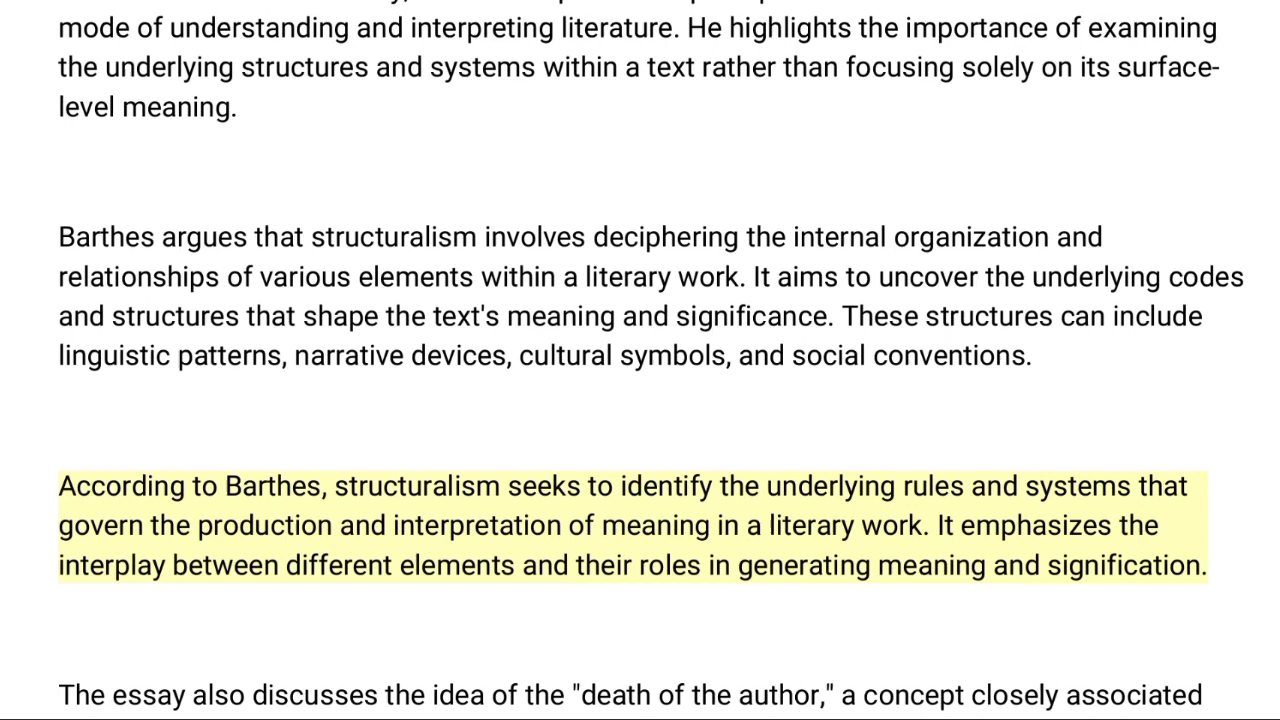 mode of understanding and interpreting literature. He highlights the importance of examining
the underlying structures and systems within a text rather than focusing solely on its surface-
level meaning.
Barthes argues that structuralism involves deciphering the internal organization and
relationships of various elements within a literary work. It aims to uncover the underlying codes
and structures that shape the text's meaning and significance. These structures can include
linguistic patterns, narrative devices, cultural symbols, and social conventions.
According to Barthes, structuralism seeks to identify the underlying rules and systems that
govern the production and interpretation of meaning in a literary work. It emphasizes the
interplay between different elements and their roles in generating meaning and signification.
The essay also discusses the idea of the "death of the author," a concept closely associated